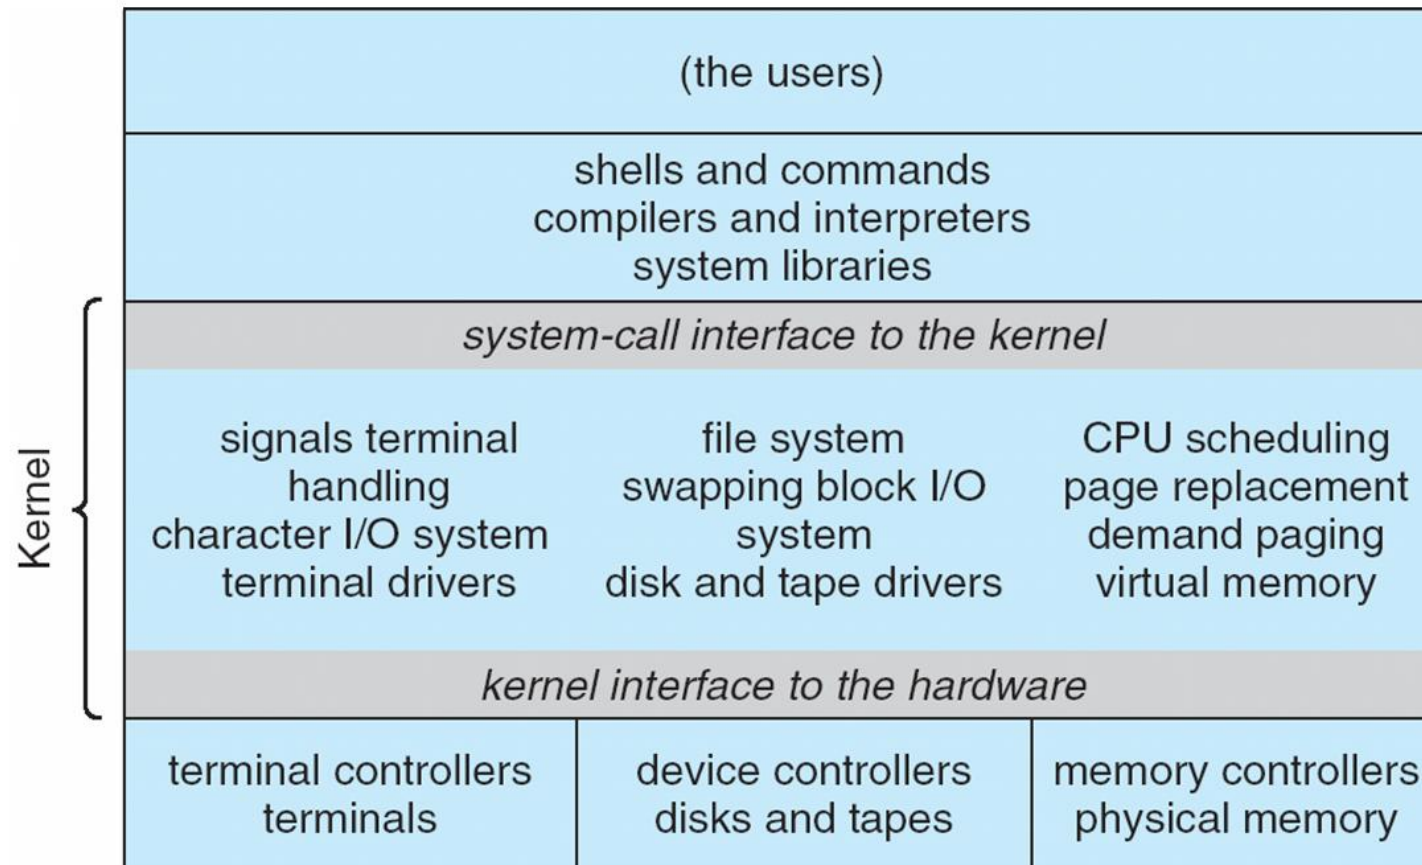 (the users)
shells and commands
compilers and interpreters
system libraries
Kernel
system-call interface to the kernel
signals terminal
handling
character I/O system
terminal drivers
file system
swapping block I/O
system
disk and tape drivers
CPU scheduling
page replacement
demand paging
virtual memory
kernel interface to the hardware
terminal controllers
terminals
device controllers
disks and tapes
memory controllers
physical memory